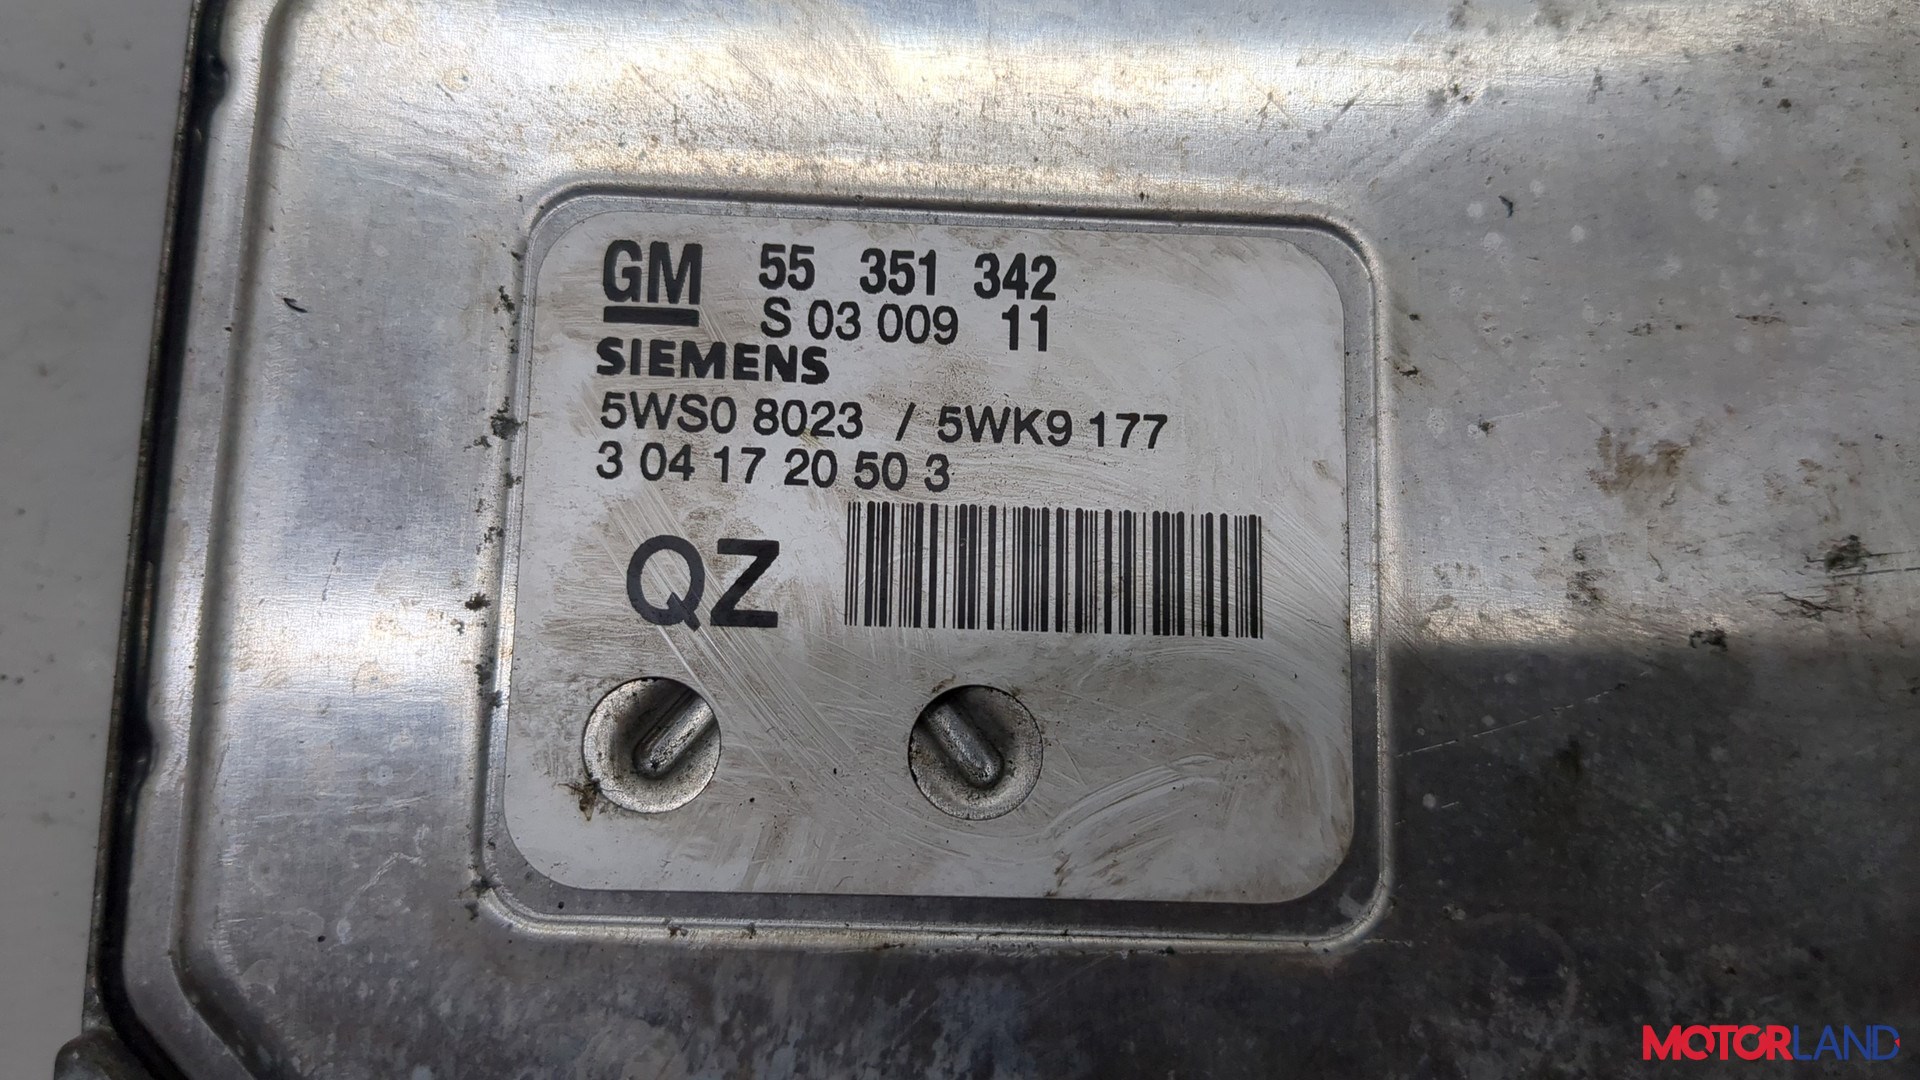 GM 55 351 342
S 03 009 11
SIEMENS
5WS0 8023 / 5WK9 177
3 04 17 20 50 3
QZ
MOTORLAND